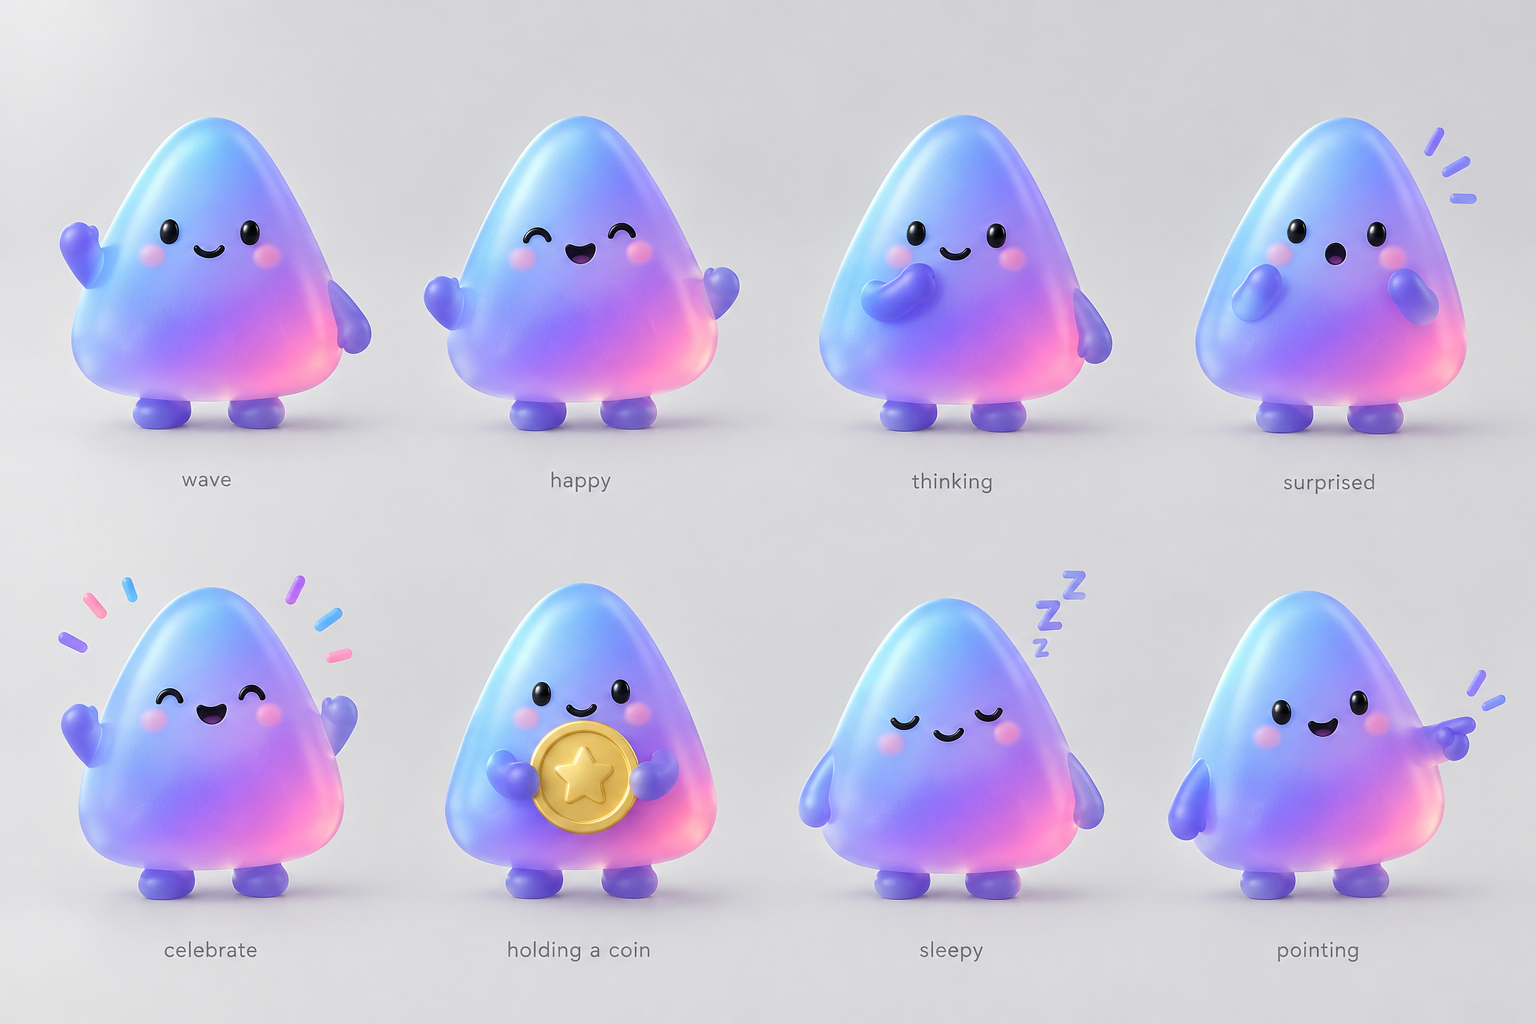 z
z
z
wave
happy
thinking
surprised
celebrate
holding a coin
sleepy
pointing